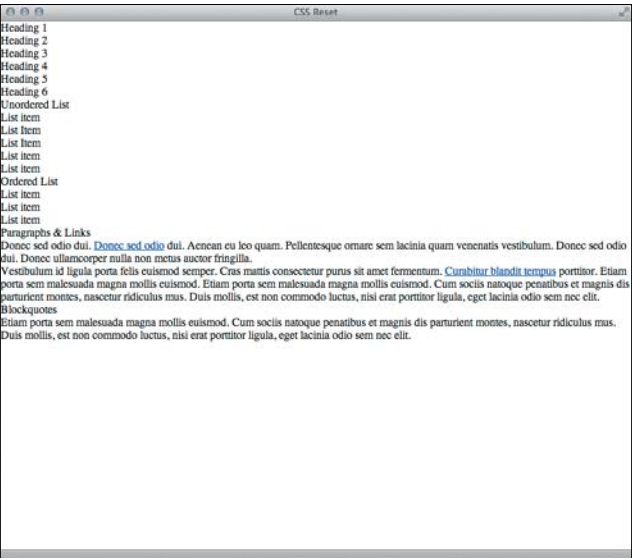 CSS Reset
Heading 1
Heading 2
Heading 3
Heading 4
Heading 5
Heading 6
Unordered List
List item
List Item
List Item
List item
List item
Ordered List
List item
List item
List item
Paragraphs & Links
Donec sed odio dui. Donec sed odio dui. Aenean eu leo quam. Pellentesque ornare sem lacinia quam venenatis vestibulum. Donec sed odio
dui. Donec ullamcorper nulla non metus auctor fringilla.
Vestibulum id ligula porta felis euismod semper. Cras mattis consectetur purus sit amet fermentum. Curabitur blandit tempus porttitor. Etiam
porta sem malesuada magna mollis euismod. Etiam porta sem malesuada magna mollis euismod. Cum sociis natoque penatibus et magnis dis
parturient montes, nascetur ridiculus mus. Duis mollis, est non commodo luctus, nisi erat porttitor ligula, eget lacinia odio sem nec elit.
Blockquotes
Etiam porta sem malesuada magna mollis euismod. Cum sociis natoque penatibus et magnis dis parturient montes, nascetur ridiculus mus.
Duis mollis, est non commodo luctus, nisi erat porttitor ligula, eget lacinia odio sem nec elit.